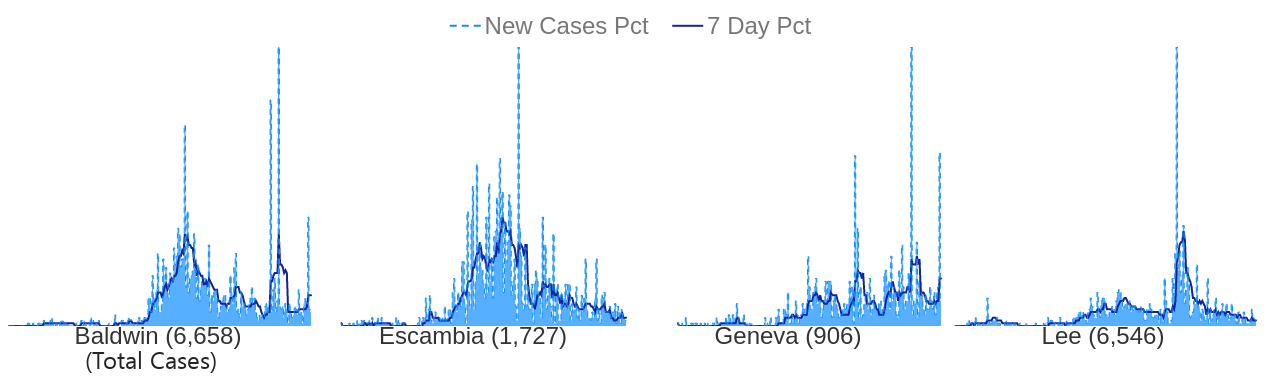 New Cases Pct 7 Day Pct
Baldwin (6,658) Escambia (1,727) Geneva (906) Lee (6,546)
(Total Cases)